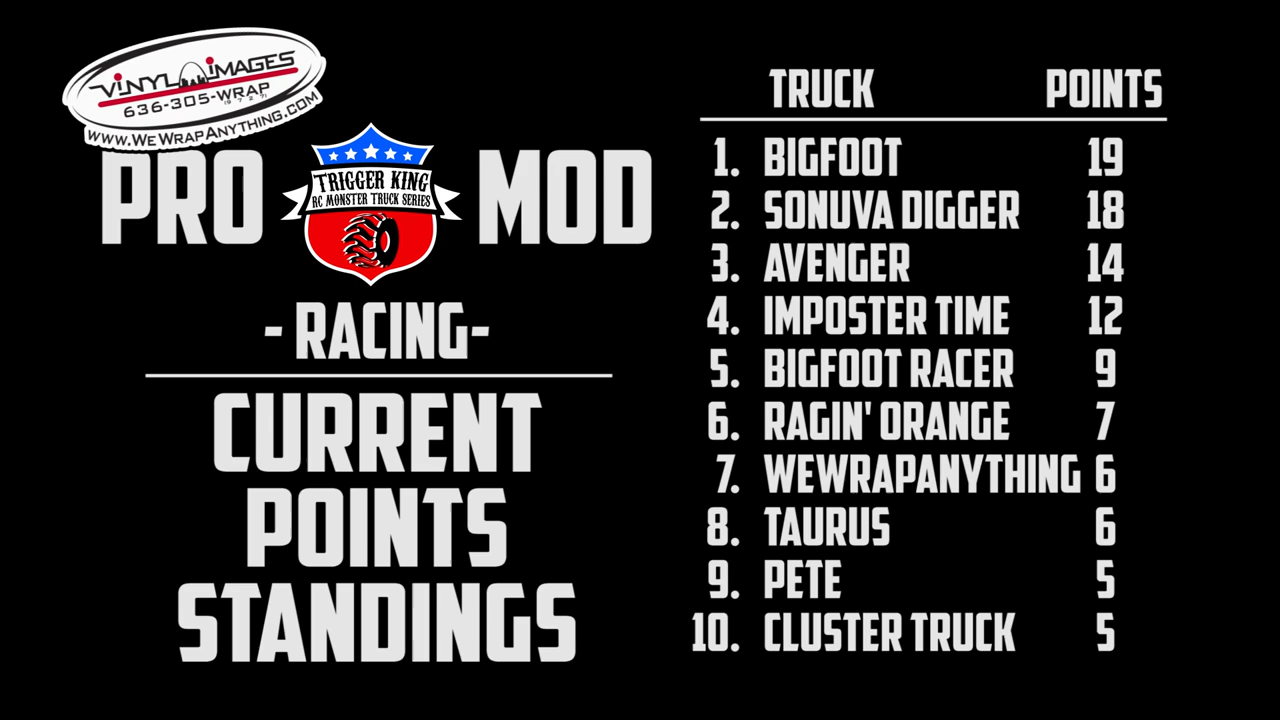 VINYL IMAGES
636-305-WRAP
(9727)
WWW.WEWRAPANYTHING.COM
PRO MOD
TRIGGER KING
RC MONSTER TRUCK SERIES
- RACING-
CURRENT
POINTS
STANDINGS
TRUCK POINTS
1. BIGFOOT 19
2. SONUVA DIGGER 18
3. AVENGER 14
4. IMPOSTER TIME 12
5. BIGFOOT RACER 9
6. RAGIN' ORANGE 7
7. WEWRAPANYTHING 6
8. TAURUS 6
9. PETE 5
10. CLUSTER TRUCK 5